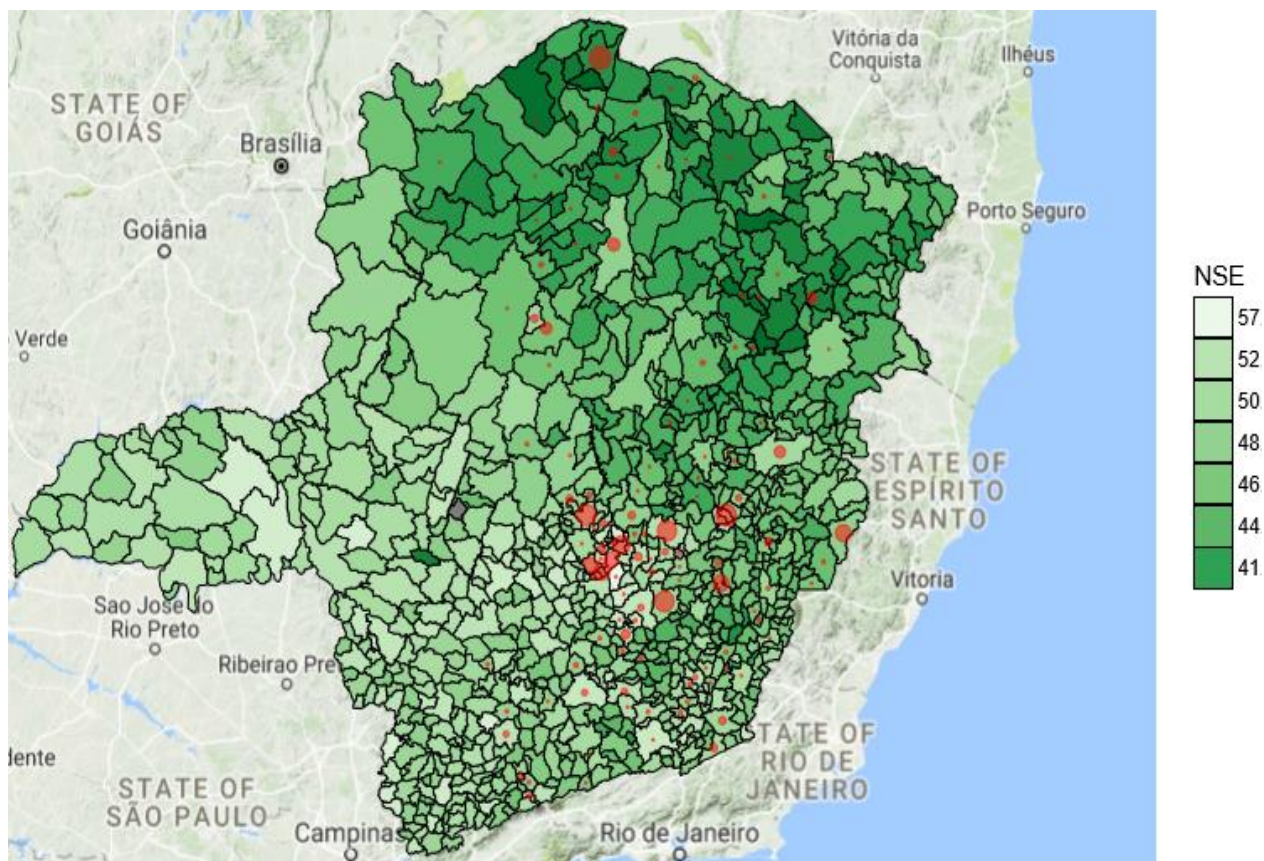 Vitória da
Conquista
Ilhéus
STATE OF
GOIÁS
Brasília
Porto Seguro
Goiânia
NSE
57.
52.
50.
48.
46.
44.
41.
Verde
STATE OF
ESPÍRITO
SANTO
Vitoria
Sao José do
Rio Preto
Ribeirao Pre
STATE OF
RIO DE
JANEIRO
dente
STATE OF
SÃO PAULO
Campinas
Rio de Janeiro